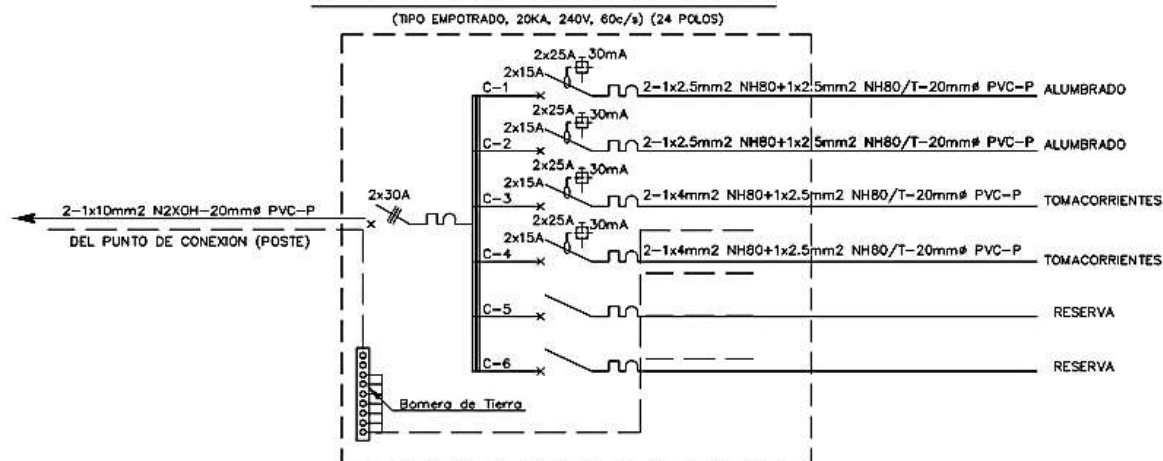 (TIPO EMPOTRADO, 20KA, 240V, 60c/s) (24 POLOS)
2x25A 30mA
2x15A
C-1 2-1x2.5mm2 NH80+1x2.5mm2 NH80/T-20mmø PVC-P ALUMBRADO
2x25A 30mA
2x15A
C-2 2-1x2.5mm2 NH80+1x2.5mm2 NH80/T-20mmø PVC-P ALUMBRADO
2x25A 30mA
2x15A
C-3 2-1x4mm2 NH80+1x2.5mm2 NH80/T-20mmø PVC-P TOMACORRIENTES
2x30A
2-1x10mm2 N2XOH-20mmø PVC-P
DEL PUNTO DE CONEXION (POSTE)
2x25A 30mA
2x15A
C-4 2-1x4mm2 NH80+1x2.5mm2 NH80/T-20mmø PVC-P TOMACORRIENTES
C-5 RESERVA
C-6 RESERVA
Bornera de Tierra